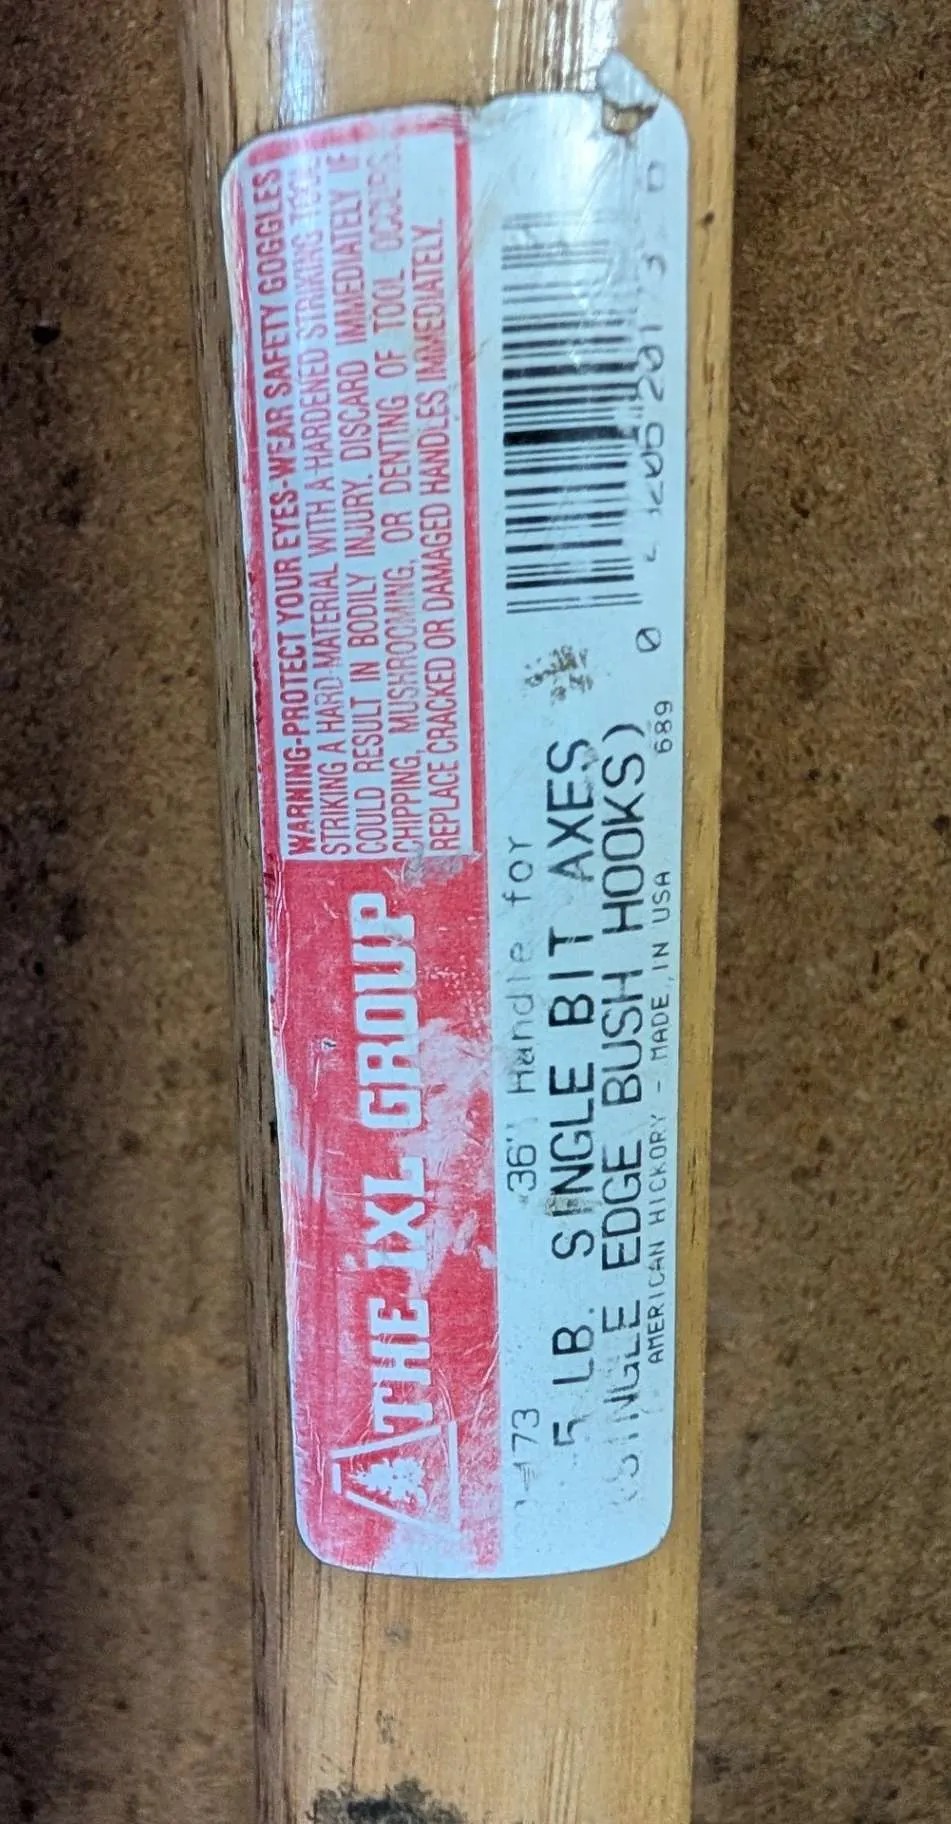 WARNING-PROTECT YOUR EYES-WEAR SAFETY GOGGLES
STRIKING A HARD MATERIAL WITH A HARDENED STRIKING TOOL
COULD RESULT IN BODILY INJURY. DISCARD IMMEDIATELY IF
CHIPPING, MUSHROOMING, OR DENTING OF TOOL OCCURS.
REPLACE CRACKED OR DAMAGED HANDLES IMMEDIATELY.
THE IXL GROUP
173 36" Handle for
5 LB. SINGLE BIT AXES
(SINGLE EDGE BUSH HOOKS)
AMERICAN HICKORY - MADE IN USA 689
0